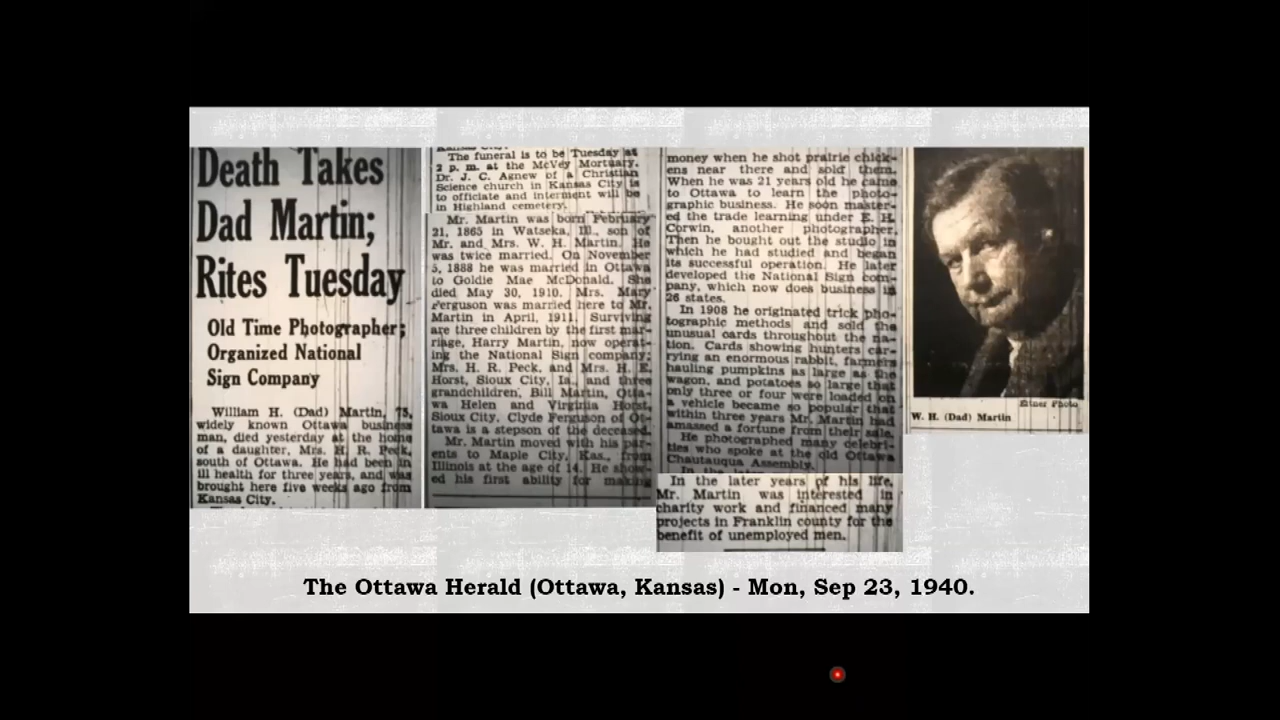 Death Takes
Dad Martin;
Rites Tuesday
Old Time Photographer;
Organized National
Sign Company
William H. (Dad) Martin, 75,
widely known Ottawa business
man, died yesterday at the home
of a daughter, Mrs. H. R. Peck,
south of Ottawa. He had been in
ill health for three years, and was
brought here five weeks ago from
Kansas City.
The funeral is to be Tuesday at
2 p. m. at the McVey Mortuary.
Dr. J. C. Agnew of a Christian
Science church in Kansas City is
to officiate and interment will be
in Highland cemetery.
Mr. Martin was born February
21, 1865 in Watseka, Ill., son of
Mr. and Mrs. W. H. Martin. He
was twice married. On November
5, 1888 he was married in Ottawa
to Goldie Mae McDonald. She
died May 30, 1910. Mrs. Mary
Ferguson was married here to Mr.
Martin in April, 1911. Surviving
are three children by the first mar-
riage, Harry Martin, now operat-
ing the National Sign company;
Mrs. H. R. Peck, and Mrs. H. E.
Horst, Sioux City, Ia., and three
grandchildren, Bill Martin, Otta-
wa Helen and Virginia Horst,
Sioux City. Clyde Ferguson of Ot-
tawa is a stepson of the deceased.
Mr. Martin moved with his par-
ents to Maple City, Kas., from
Illinois at the age of 14. He show-
ed his first ability for making
money when he shot prairie chick-
ens near there and sold them.
When he was 21 years old he came
to Ottawa to learn the photo-
graphic business. He soon master-
ed the trade learning under E. H.
Corwin, another photographer.
Then he bought out the studio in
which he had studied and began
its successful operation. He later
developed the National Sign com-
pany, which now does business in
26 states.
In 1908 he originated trick pho-
tographic methods and sold the
unusual cards throughout the na-
tion. Cards showing hunters car-
rying an enormous rabbit, farmers
hauling pumpkins as large as the
wagon, and potatoes so large that
only three or four were loaded on
a vehicle became so popular that
within three years Mr. Martin had
amassed a fortune from their sale.
He photographed many celebri-
ties who spoke at the old Ottawa
Chautauqua Assembly.
In the later years of his life,
Mr. Martin was interested in
charity work and financed many
projects in Franklin county for the
benefit of unemployed men.
Photo
W. H. (Dad) Martin
The Ottawa Herald (Ottawa, Kansas) - Mon, Sep 23, 1940.